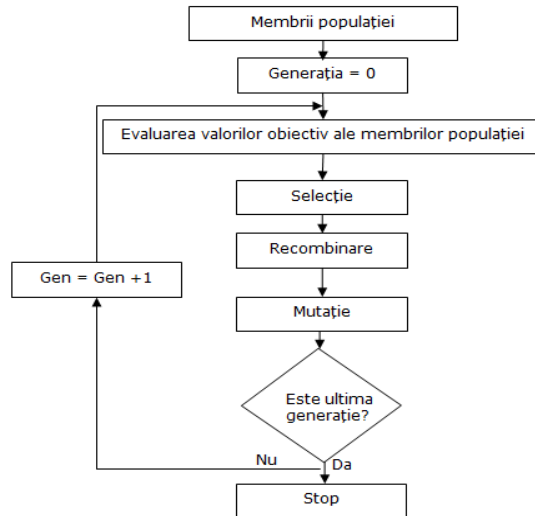 Membrii populației
Generația = 0
Evaluarea valorilor obiectiv ale membrilor populației
Selecție
Recombinare
Gen = Gen +1
Mutație
Este ultima
generație?
Nu
Da
Stop